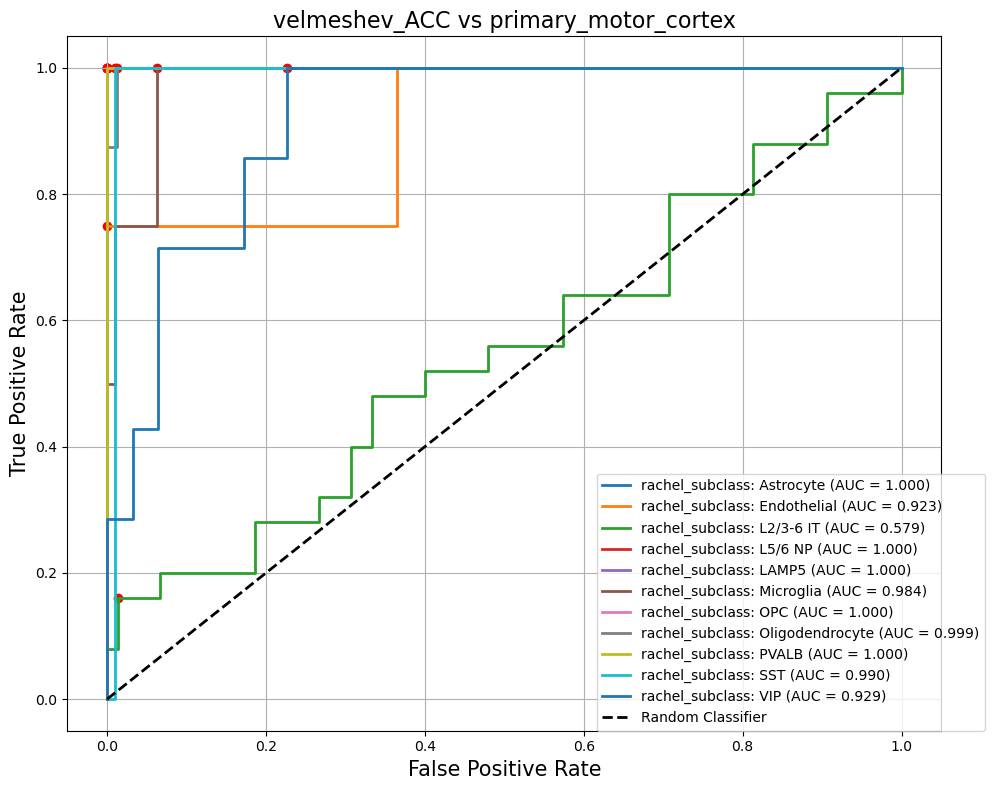 velmeshev_ACC vs primary_motor_cortex
True Positive Rate
1.0
0.8
0.6
0.4
0.2
0.0
rachel_subclass: Astrocyte (AUC = 1.000)
rachel_subclass: Endothelial (AUC = 0.923)
rachel_subclass: L2/3-6 IT (AUC = 0.579)
rachel_subclass: L5/6 NP (AUC = 1.000)
rachel_subclass: LAMP5 (AUC = 1.000)
rachel_subclass: Microglia (AUC = 0.984)
rachel_subclass: OPC (AUC = 1.000)
rachel_subclass: Oligodendrocyte (AUC = 0.999)
rachel_subclass: PVALB (AUC = 1.000)
rachel_subclass: SST (AUC = 0.990)
rachel_subclass: VIP (AUC = 0.929)
Random Classifier
0.0 0.2 0.4 0.6 0.8 1.0
False Positive Rate